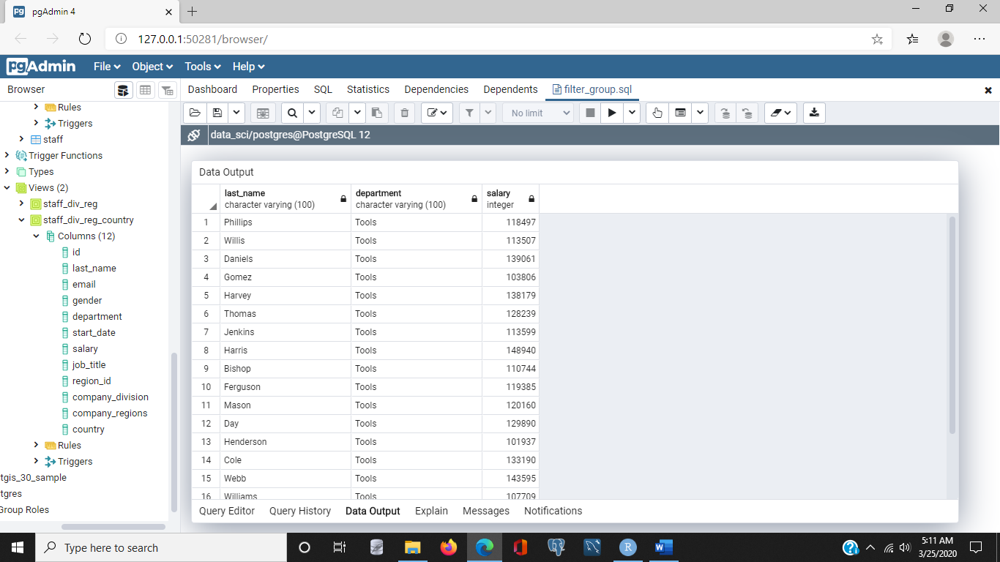 pgAdmin 4
127.0.0.1:50281/browser/
pgAdmin File Object Tools Help
Browser
Dashboard Properties SQL Statistics Dependencies Dependents filter_group.sql
No limit
data_sci/postgres@PostgreSQL 12
Rules
Triggers
staff
Trigger Functions
Types
Views (2)
staff_div_reg
staff_div_reg_country
Columns (12)
id
last_name
email
gender
department
start_date
salary
job_title
region_id
company_division
company_regions
country
Rules
Triggers
tgis_30_sample
tgres
Group Roles
Data Output
last_name department salary
character varying (100) character varying (100) integer
1 Phillips Tools 118497
2 Willis Tools 113507
3 Daniels Tools 139061
4 Gomez Tools 103806
5 Harvey Tools 138179
6 Thomas Tools 128239
7 Jenkins Tools 113599
8 Harris Tools 148940
9 Bishop Tools 110744
10 Ferguson Tools 119385
11 Mason Tools 120160
12 Day Tools 129890
13 Henderson Tools 101937
14 Cole Tools 133190
15 Webb Tools 143595
16 Williams Tools 107709
Query Editor Query History Data Output Explain Messages Notifications
Type here to search
5:11 AM
3/25/2020